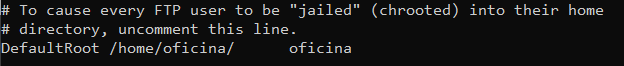 # To cause every FTP user to be "jailed" (chrooted) into their home
# directory, uncomment this line.
DefaultRoot /home/oficina/      oficina